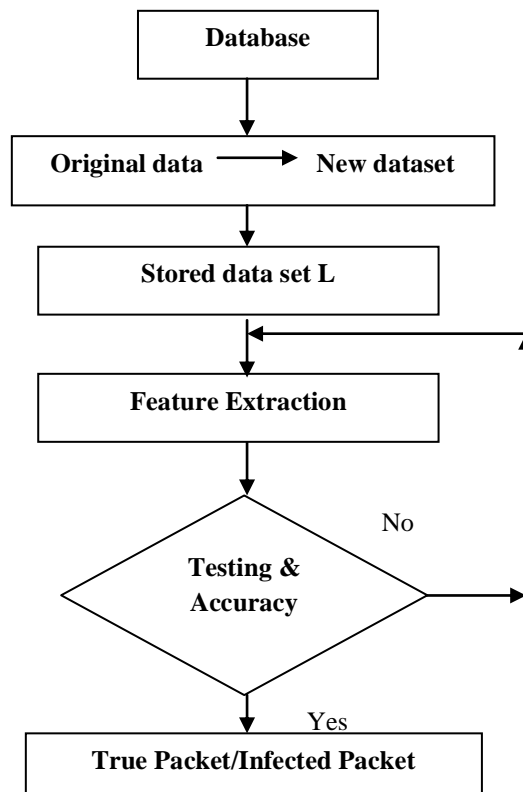 Database
Original data New dataset
Stored data set L
Feature Extraction
No
Testing &
Accuracy
Yes
True Packet/Infected Packet